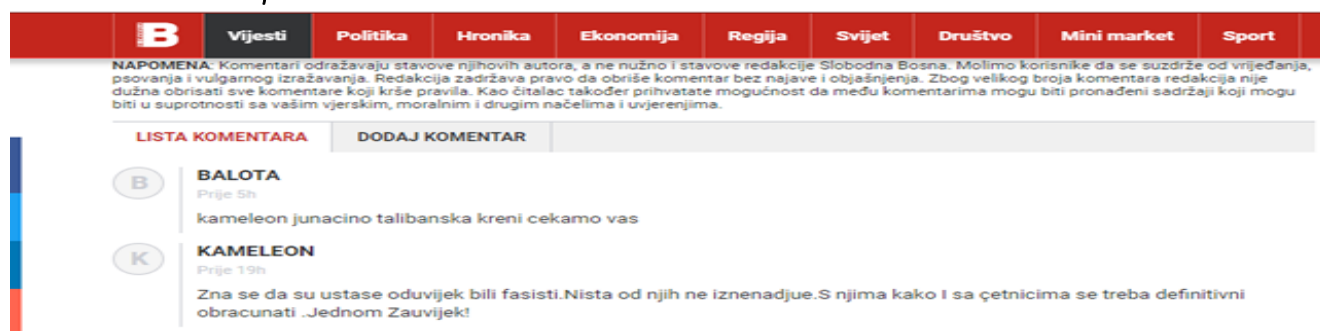 B Vijesti Politika Hronika Ekonomija Regija Svijet Društvo Mini market Sport
NAPOMENA: Komentari odražavaju stavove njihovih autora, a ne nužno i stavove redakcije Slobodna Bosna. Molimo korisnike da se suzdrže od vrijeđanja,
psovanja i vulgarnog izražavanja. Redakcija zadržava pravo da obriše komentar bez najave i objašnjenja. Zbog velikog broja komentara redakcija nije
dužna obrisati sve komentare koji krše pravila. Kao čitalac također prihvatate mogućnost da među komentarima mogu biti pronađeni sadržaji koji mogu
biti u suprotnosti sa vašim vjerskim, moralnim i drugim načelima i uvjerenjima.
LISTA KOMENTARA DODAJ KOMENTAR
B BALOTA
Prije 5h
kameleon junacino talibanska kreni cekamo vas
K KAMELEON
Prije 19h
Zna se da su ustase oduvijek bili fasisti.Nista od njih ne iznenadjue.S njima kako I sa çetnicima se treba definitivni
obracunati .Jednom Zauvijek!